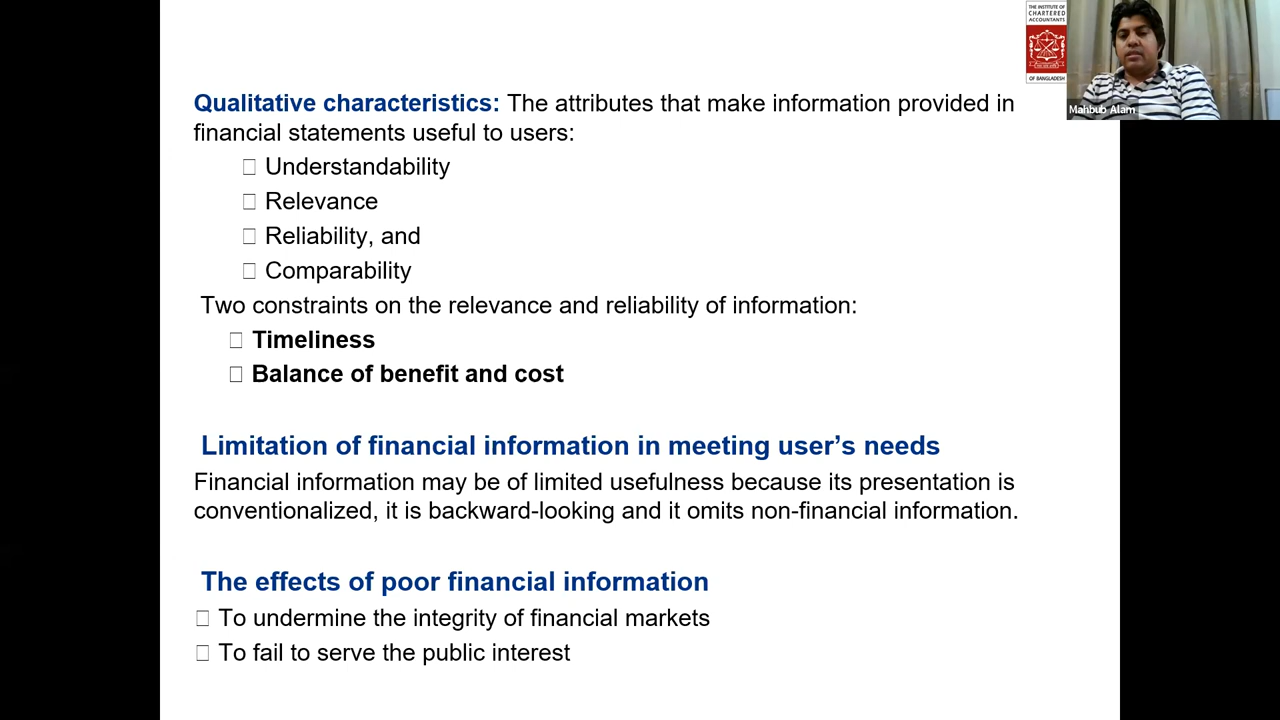 THE INSTITUTE OF
CHARTERED
ACCOUNTANTS
OF BANGLADESH
Mahbub Alam
Qualitative characteristics: The attributes that make information provided in
financial statements useful to users:
Understandability
Relevance
Reliability, and
Comparability
Two constraints on the relevance and reliability of information:
Timeliness
Balance of benefit and cost
Limitation of financial information in meeting user’s needs
Financial information may be of limited usefulness because its presentation is
conventionalized, it is backward-looking and it omits non-financial information.
The effects of poor financial information
To undermine the integrity of financial markets
To fail to serve the public interest